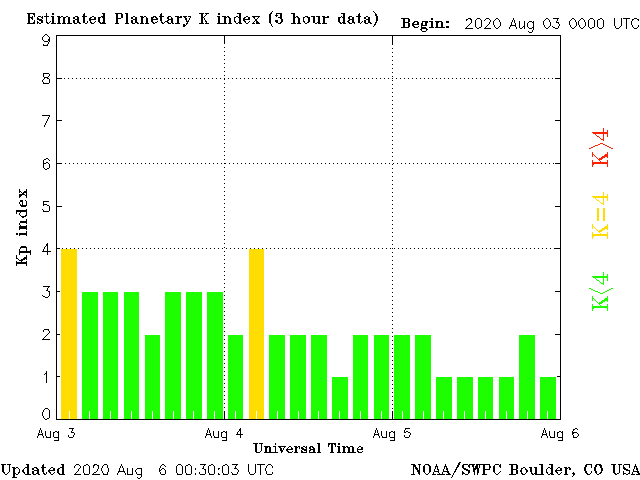 Estimated Planetary K index (3 hour data)
Begin: 2020 Aug 03 0000 UTC
9
8
7
6
5
4
3
2
1
0
Kp index
K>4
K=4
K<4
Aug 3
Aug 4
Aug 5
Aug 6
Universal Time
Updated 2020 Aug 6 00:30:03 UTC
NOAA/SWPC Boulder, CO USA